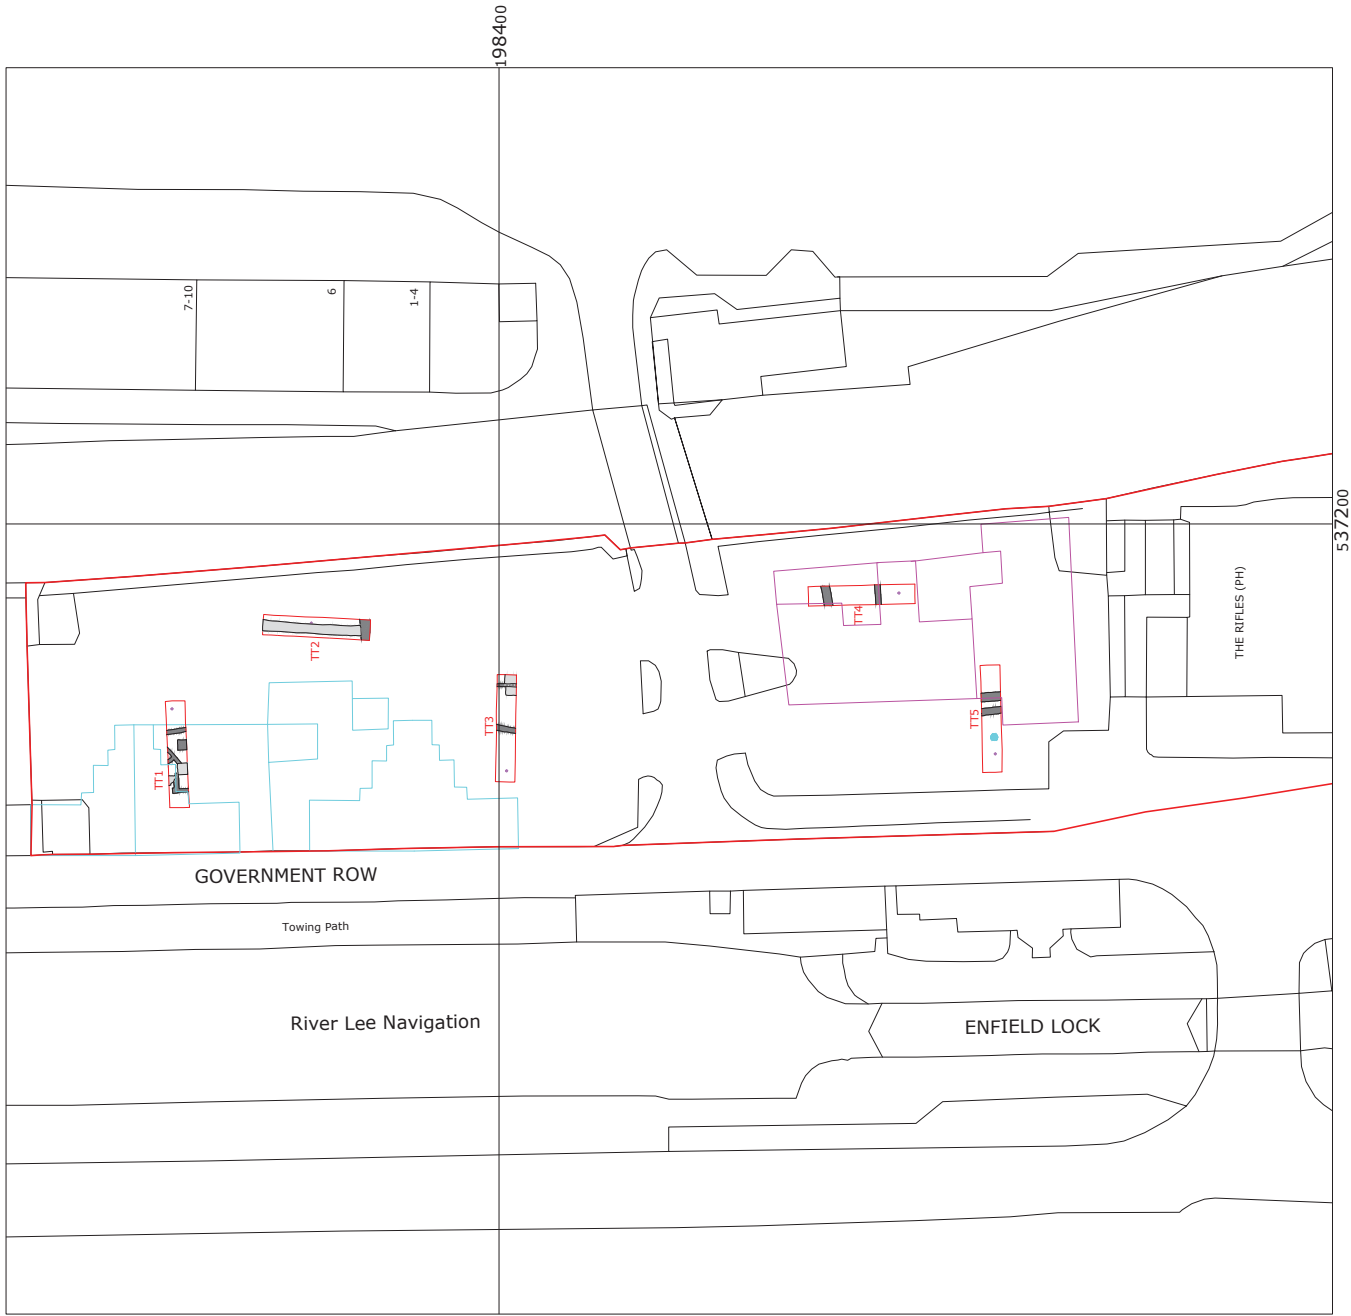 198400
7-10
6
1-4
537200
THE RIFLES (PH)
TT4
TT2
TT5
TT3
TT1
GOVERNMENT ROW
Towing Path
River Lee Navigation
ENFIELD LOCK